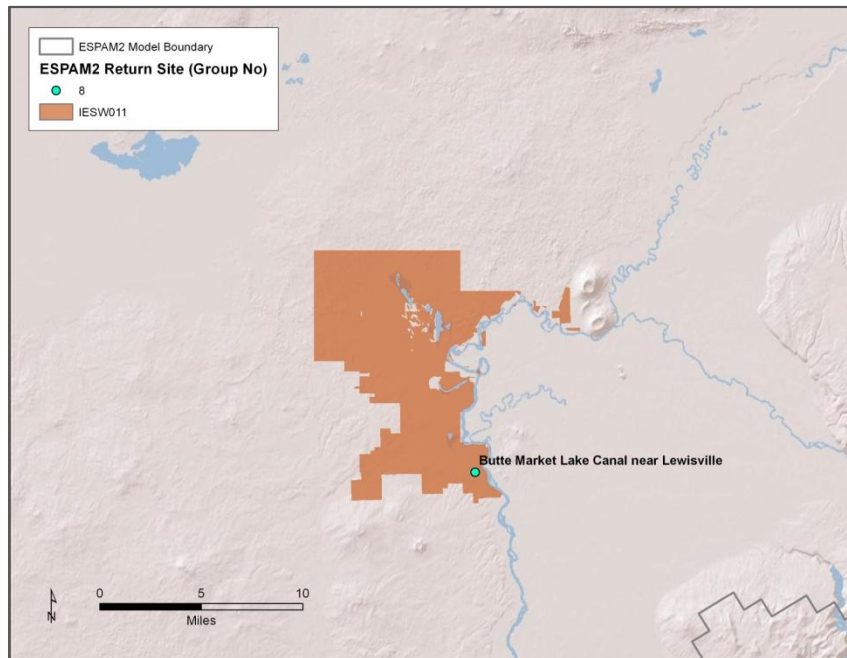 ESPAM2 Model Boundary
ESPAM2 Return Site (Group No)
8
IESW011
Butte Market Lake Canal near Lewisville
N
0 5 10
Miles